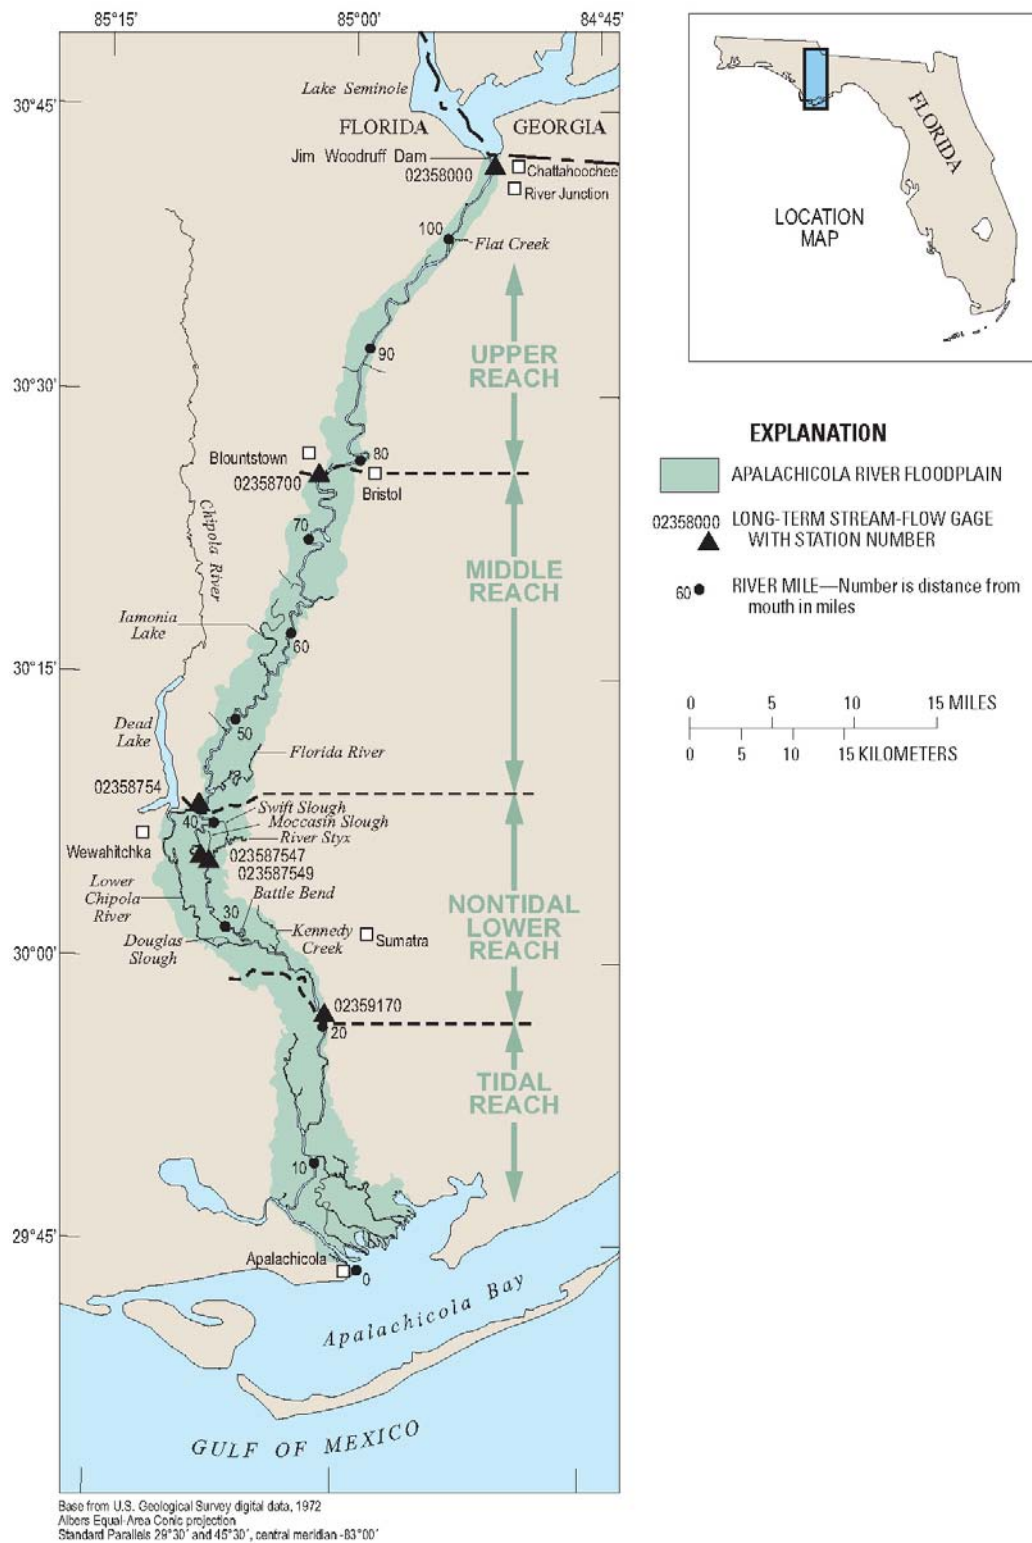 85°15'
85°00'
84°45'
30°45'
Lake Seminole
FLORIDA
GEORGIA
Jim Woodruff Dam
02358000
Chattahoochee
River Junction
100
Flat Creek
90
UPPER
REACH
30°30'
Blountstown
80
02358700
Bristol
Chipola River
70
MIDDLE
REACH
Iamonia
Lake
60
30°15'
Dead
Lake
50
Florida River
02358754
40
Swift Slough
Moccasin Slough
River Styx
Wewahitchka
023587547
023587549
Lower
Chipola
River
Battle Bend
NONTIDAL
LOWER
REACH
30
Kennedy
Creek
Sumatra
Douglas
Slough
30°00'
02359170
20
TIDAL
REACH
10
29°45'
Apalachicola
0
Apalachicola Bay
GULF OF MEXICO
Base from U.S. Geological Survey digital data, 1972
Albers Equal-Area Conic projection
Standard Parallels 29°30' and 45°30', central meridian -83°00'
FLORIDA
LOCATION
MAP
EXPLANATION
APALACHICOLA RIVER FLOODPLAIN
02358000 LONG-TERM STREAM-FLOW GAGE
WITH STATION NUMBER
60 RIVER MILE—Number is distance from
mouth in miles
0 5 10 15 MILES
0 5 10 15 KILOMETERS